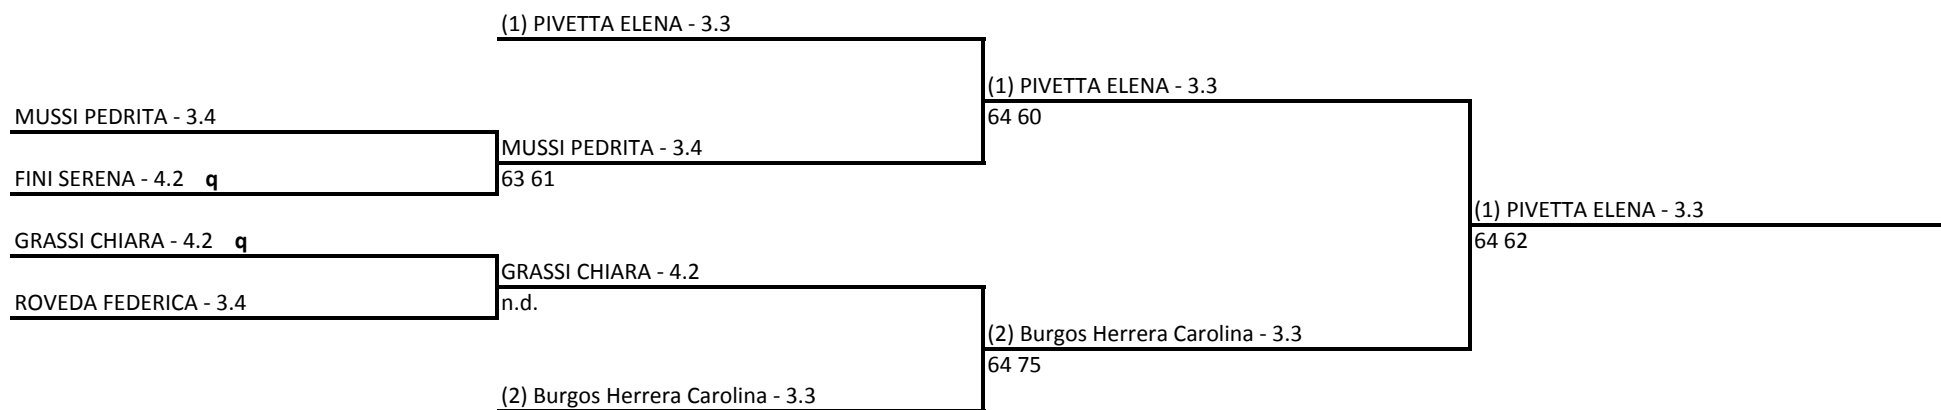 (1) PIVETTA ELENA - 3.3
(1) PIVETTA ELENA - 3.3
MUSSI PEDRITA - 3.4
64 60
MUSSI PEDRITA - 3.4
FINI SERENA - 4.2 q
63 61
(1) PIVETTA ELENA - 3.3
GRASSI CHIARA - 4.2 q
64 62
GRASSI CHIARA - 4.2
ROVEDA FEDERICA - 3.4
n.d.
(2) Burgos Herrera Carolina - 3.3
64 75
(2) Burgos Herrera Carolina - 3.3